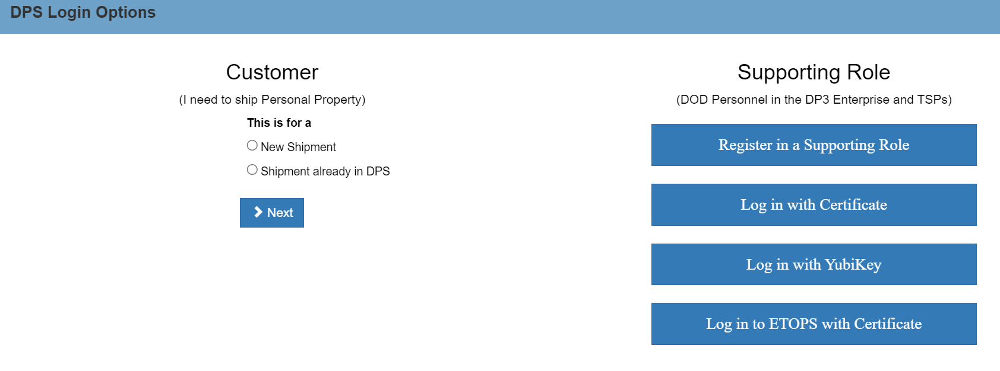 DPS Login Options
Customer
(I need to ship Personal Property)
This is for a
New Shipment
Shipment already in DPS
Next
Supporting Role
(DOD Personnel in the DP3 Enterprise and TSPs)
Register in a Supporting Role
Log in with Certificate
Log in with YubiKey
Log in to ETOPS with Certificate